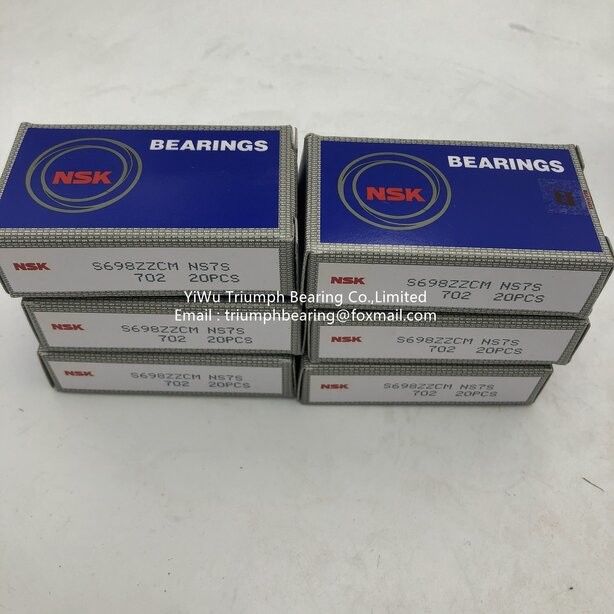 BEARINGS
NSK
NSK S698ZZCM NS7S
702 20PCS
BEARINGS
NSK
NSK S698ZZCM NS7S
702 20PCS
YiWu Triumph Bearing Co.,Limited
Email : triumphbearing@foxmail.com
NSK S698ZZCM NS7S
702 20PCS
NSK S698ZZCM NS7S
702 20PCS
NSK S698ZZCM NS7S
702 20PCS
NSK S698ZZCM NS7S
702 20PCS